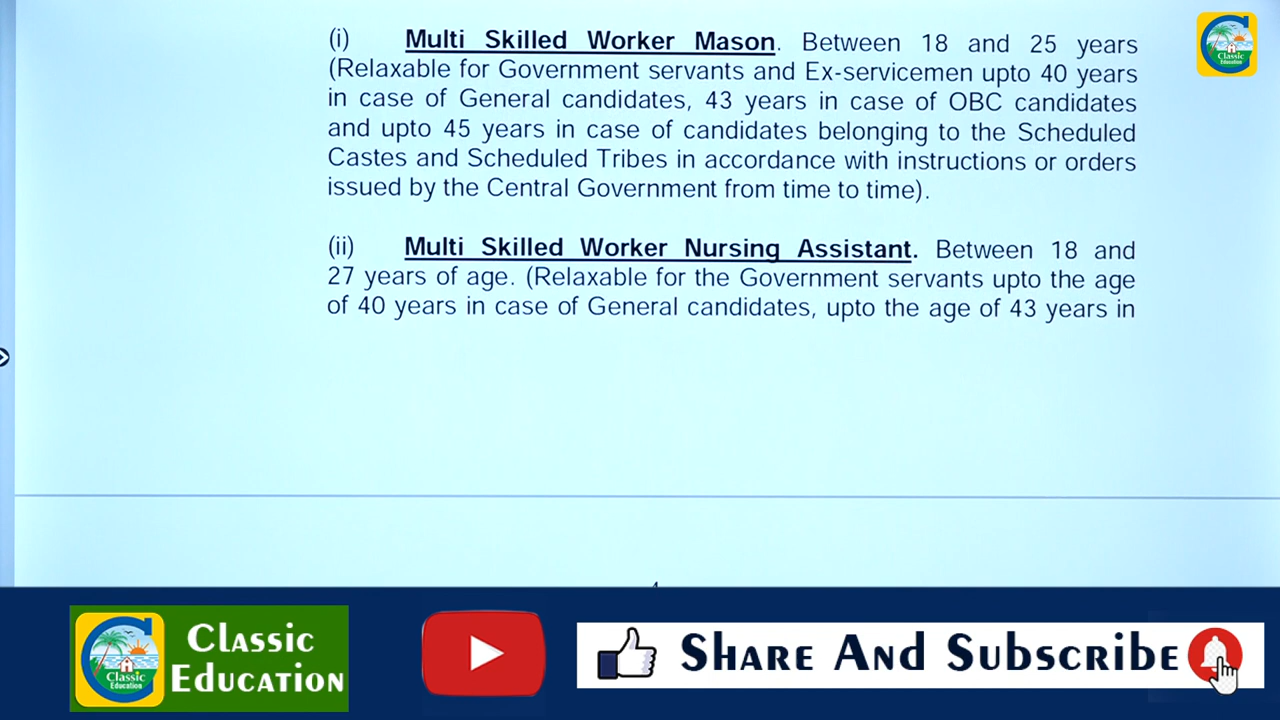 (i) Multi Skilled Worker Mason. Between 18 and 25 years
(Relaxable for Government servants and Ex-servicemen upto 40 years
in case of General candidates, 43 years in case of OBC candidates
and upto 45 years in case of candidates belonging to the Scheduled
Castes and Scheduled Tribes in accordance with instructions or orders
issued by the Central Government from time to time).
(ii) Multi Skilled Worker Nursing Assistant. Between 18 and
27 years of age. (Relaxable for the Government servants upto the age
of 40 years in case of General candidates, upto the age of 43 years in
Classic
Education
Classic
Education
Classic
Education
Share And Subscribe